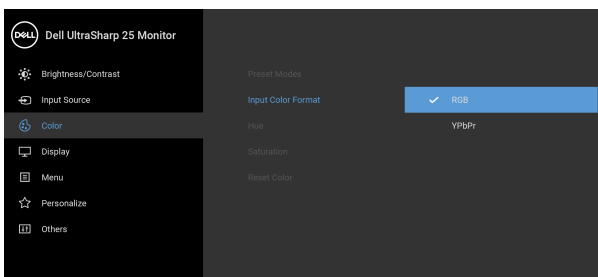 DELL
Dell UltraSharp 25 Monitor
Brightness/Contrast
Preset Modes
Input Source
Input Color Format
RGB
Color
Hue
YPbPr
Display
Saturation
Menu
Reset Color
Personalize
Others